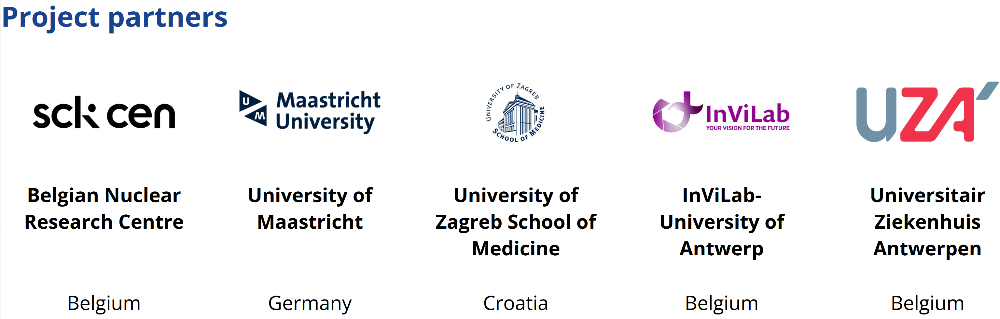 Project partners
sck cen
U
M
Maastricht
University
UNIVERSITY OF ZAGREB
SCHOOL OF MEDICINE
InViLab
YOUR VISION FOR THE FUTURE
UZA
Belgian Nuclear
Research Centre
University of
Maastricht
University of
Zagreb School of
Medicine
InViLab-
University of
Antwerp
Universitair
Ziekenhuis
Antwerpen
Belgium
Germany
Croatia
Belgium
Belgium